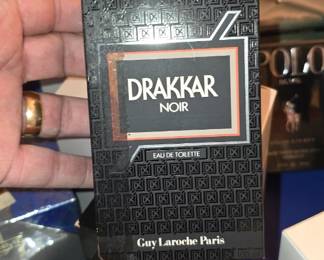 DRAKKAR
NOIR
EAU DE TOILETTE
Guy Laroche Paris
POLO